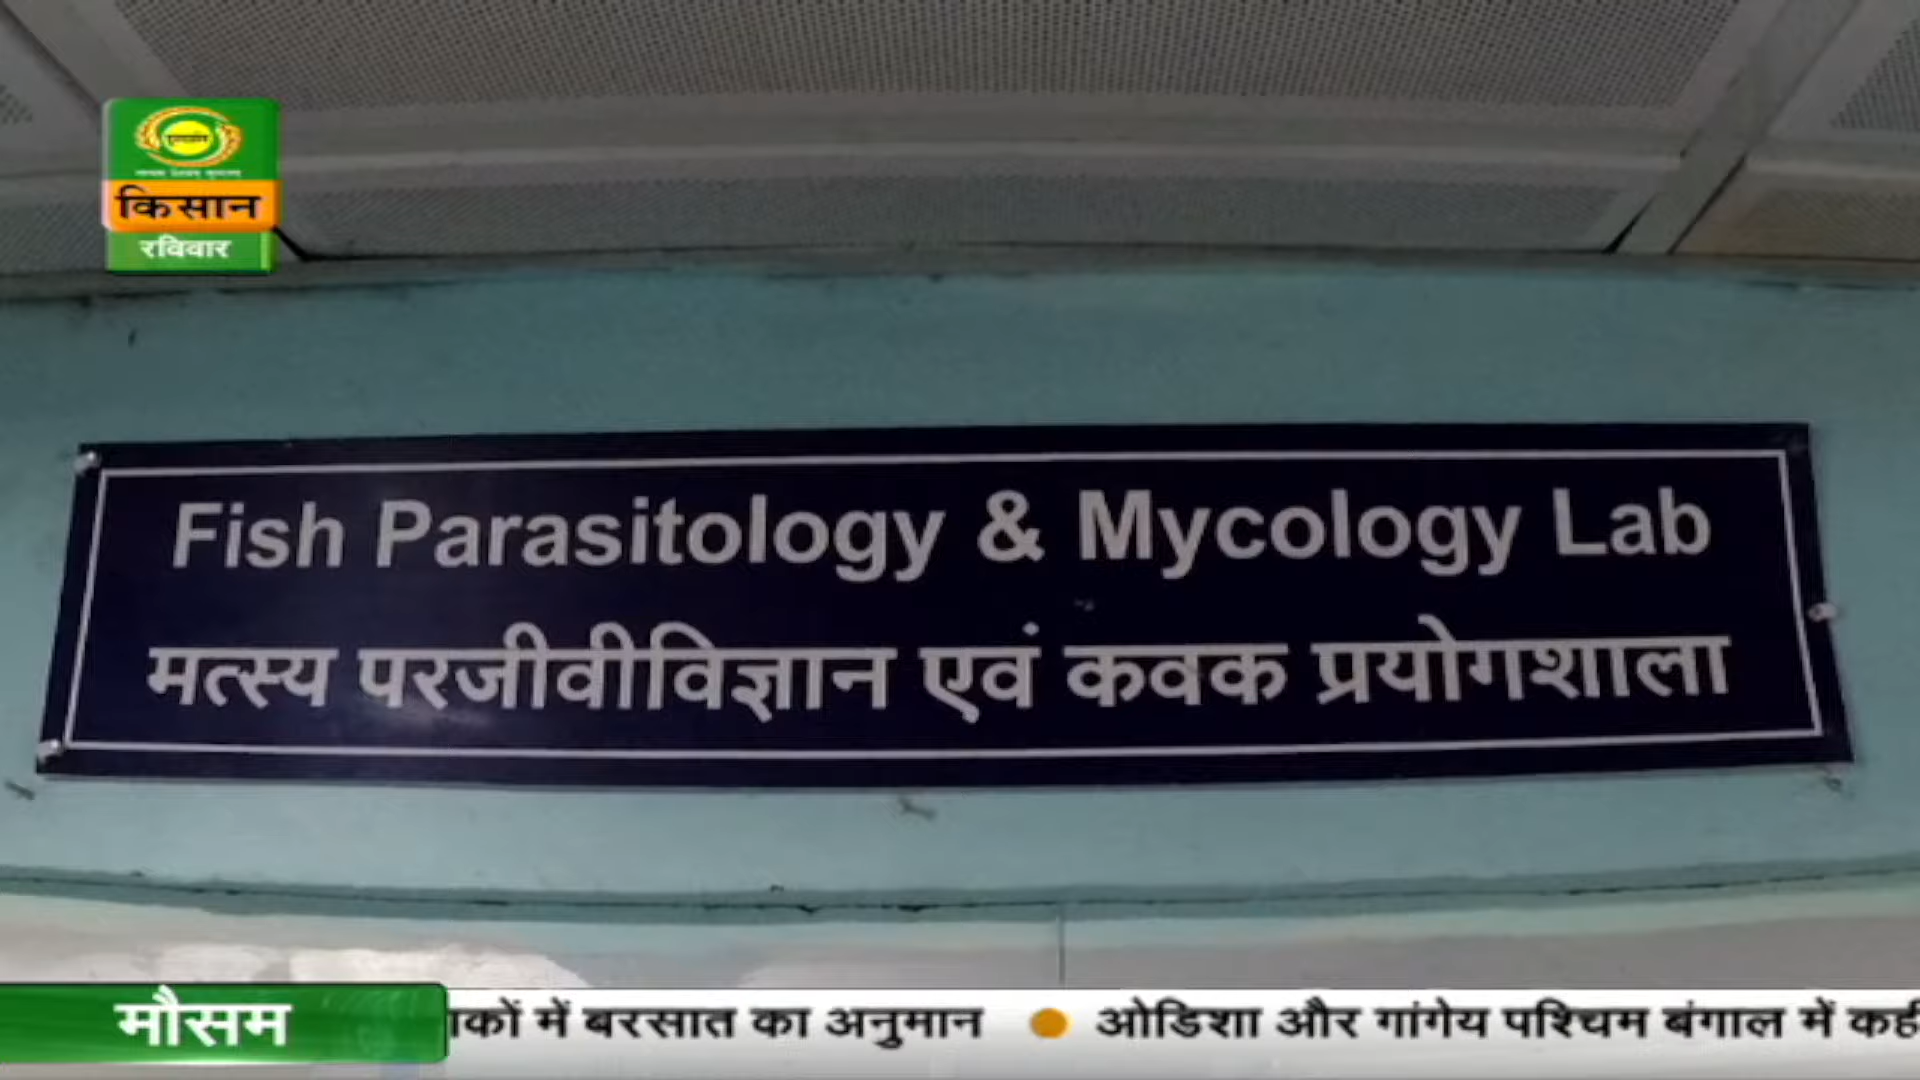 किसान
रविवार
Fish Parasitology & Mycology Lab
मत्स्य परजीवीविज्ञान एवं कवक प्रयोगशाला
मौसम
में बरसात का अनुमान
ओडिशा और गांगेय पश्चिम बंगाल में